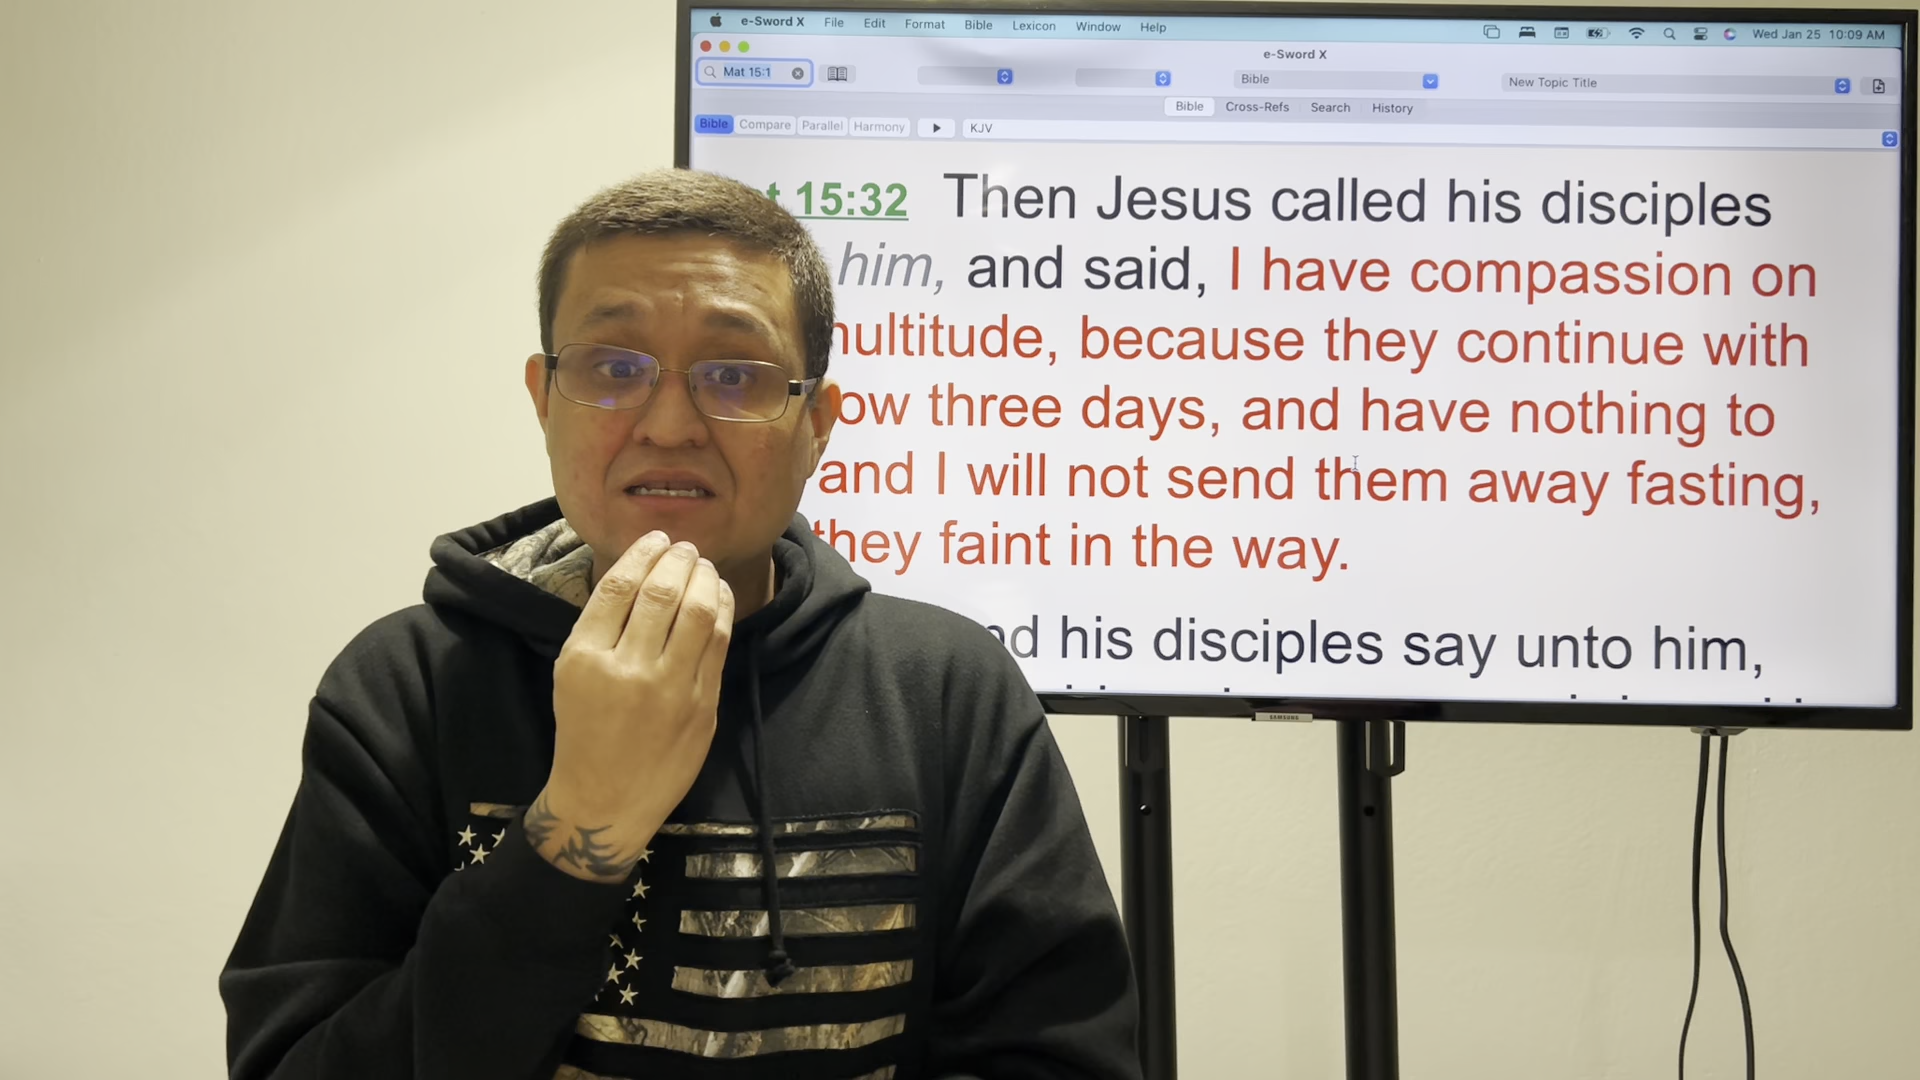 e-Sword X File Edit Format Bible Lexicon Window Help Wed Jan 25 10:09 AM
e-Sword X
Mat 15:1 Bible New Topic Title
Bible Cross-Refs Search History
Bible Compare Parallel Harmony KJV
15:32 Then Jesus called his disciples
him, and said, I have compassion on
ultitude, because they continue with
ow three days, and have nothing to
and I will not send them away fasting,
they faint in the way.
nd his disciples say unto him,
SAMSUNG